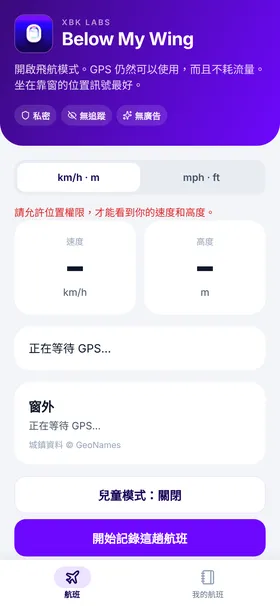 XBK LABS
Below My Wing
開啟飛航模式。GPS 仍然可以使用，而且不耗流量。
坐在靠窗的位置訊號最好。
私密
無追蹤
無廣告
km/h · m
mph · ft
請允許位置權限，才能看到你的速度和高度。
速度
高度
–
–
km/h
m
正在等待 GPS…
窗外
正在等待 GPS…
城鎮資料 © GeoNames
兒童模式：關閉
開始記錄這趟航班
航班
我的航班